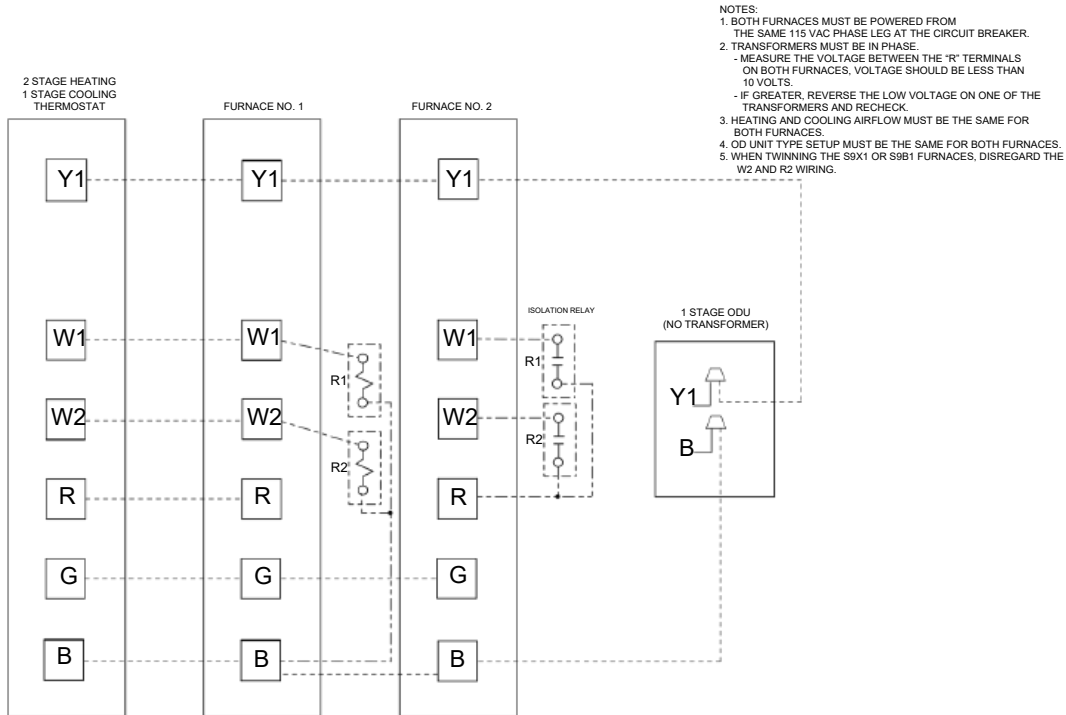 NOTES:
1. BOTH FURNACES MUST BE POWERED FROM
THE SAME 115 VAC PHASE LEG AT THE CIRCUIT BREAKER.
2. TRANSFORMERS MUST BE IN PHASE.
- MEASURE THE VOLTAGE BETWEEN THE “R” TERMINALS
ON BOTH FURNACES, VOLTAGE SHOULD BE LESS THAN
10 VOLTS.
- IF GREATER, REVERSE THE LOW VOLTAGE ON ONE OF THE
TRANSFORMERS AND RECHECK.
3. HEATING AND COOLING AIRFLOW MUST BE THE SAME FOR
BOTH FURNACES.
4. OD UNIT TYPE SETUP MUST BE THE SAME FOR BOTH FURNACES.
5. WHEN TWINNING THE S9X1 OR S9B1 FURNACES, DISREGARD THE
W2 AND R2 WIRING.
2 STAGE HEATING
1 STAGE COOLING
THERMOSTAT
Y1
W1
W2
R
G
B
FURNACE NO. 1
Y1
W1
W2
R
G
B
R1
R2
FURNACE NO. 2
Y1
W1
W2
R
G
B
ISOLATION RELAY
R1
R2
1 STAGE ODU
(NO TRANSFORMER)
Y1
B